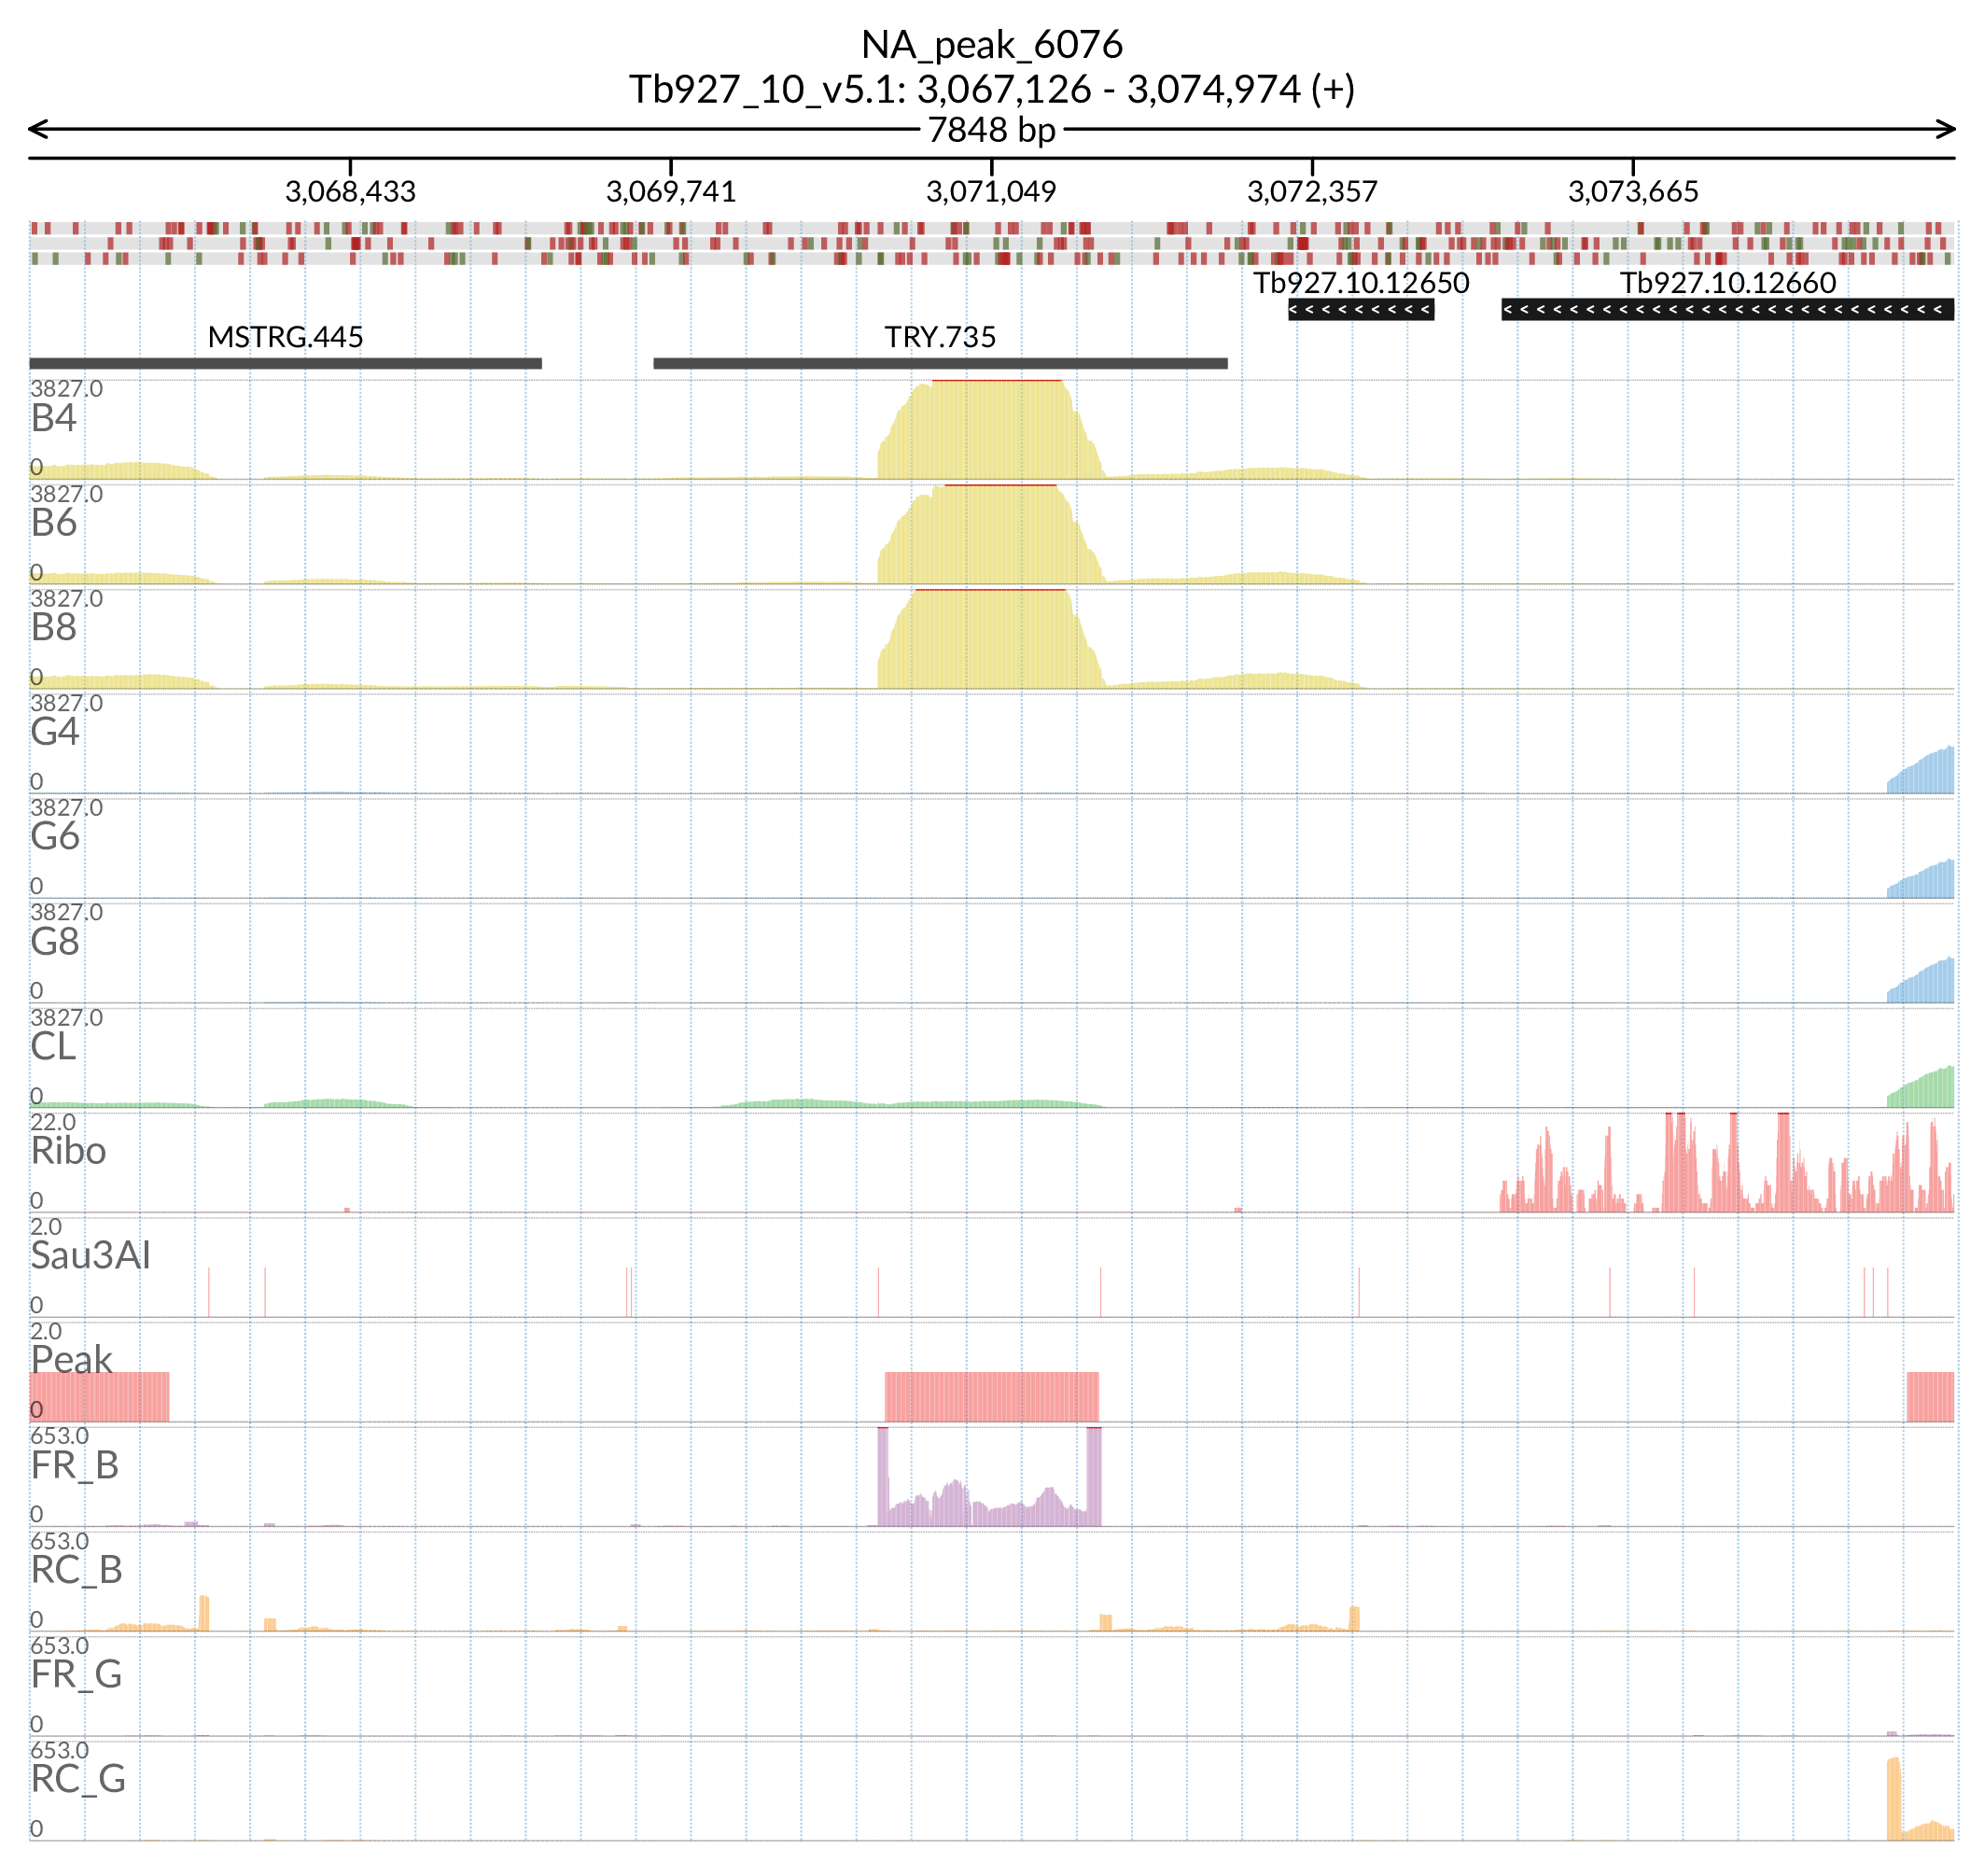 NA_peak_6076
Tb927_10_v5.1: 3,067,126 - 3,074,974 (+)
7848 bp
3,068,433 3,069,741 3,071,049 3,072,357 3,073,665
Tb927.10.12650 Tb927.10.12660
MSTRG.445 TRY.735
3827.0
B4
0
3827.0
B6
0
3827.0
B8
0
3827.0
G4
0
3827.0
G6
0
3827.0
G8
0
3827.0
CL
0
22.0
Ribo
0
2.0
Sau3AI
0
2.0
Peak
0
653.0
FR_B
0
653.0
RC_B
0
653.0
FR_G
0
653.0
RC_G
0